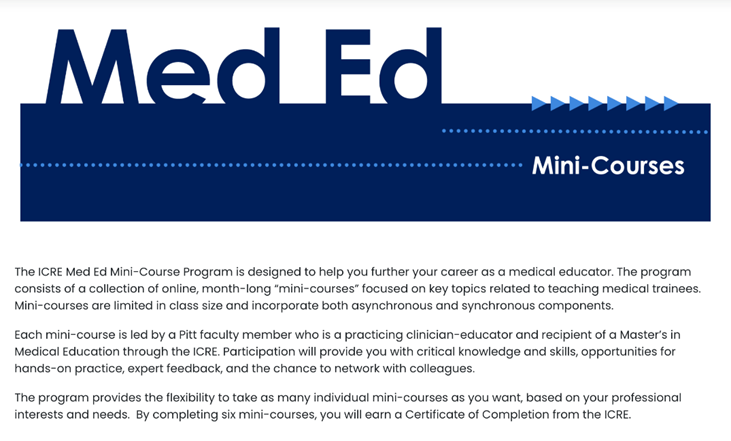 Med Ed
Mini-Courses
The ICRE Med Ed Mini-Course Program is designed to help you further your career as a medical educator. The program
consists of a collection of online, month-long “mini-courses” focused on key topics related to teaching medical trainees.
Mini-courses are limited in class size and incorporate both asynchronous and synchronous components.
Each mini-course is led by a Pitt faculty member who is a practicing clinician-educator and recipient of a Master’s in
Medical Education through the ICRE. Participation will provide you with critical knowledge and skills, opportunities for
hands-on practice, expert feedback, and the chance to network with colleagues.
The program provides the flexibility to take as many individual mini-courses as you want, based on your professional
interests and needs.  By completing six mini-courses, you will earn a Certificate of Completion from the ICRE.